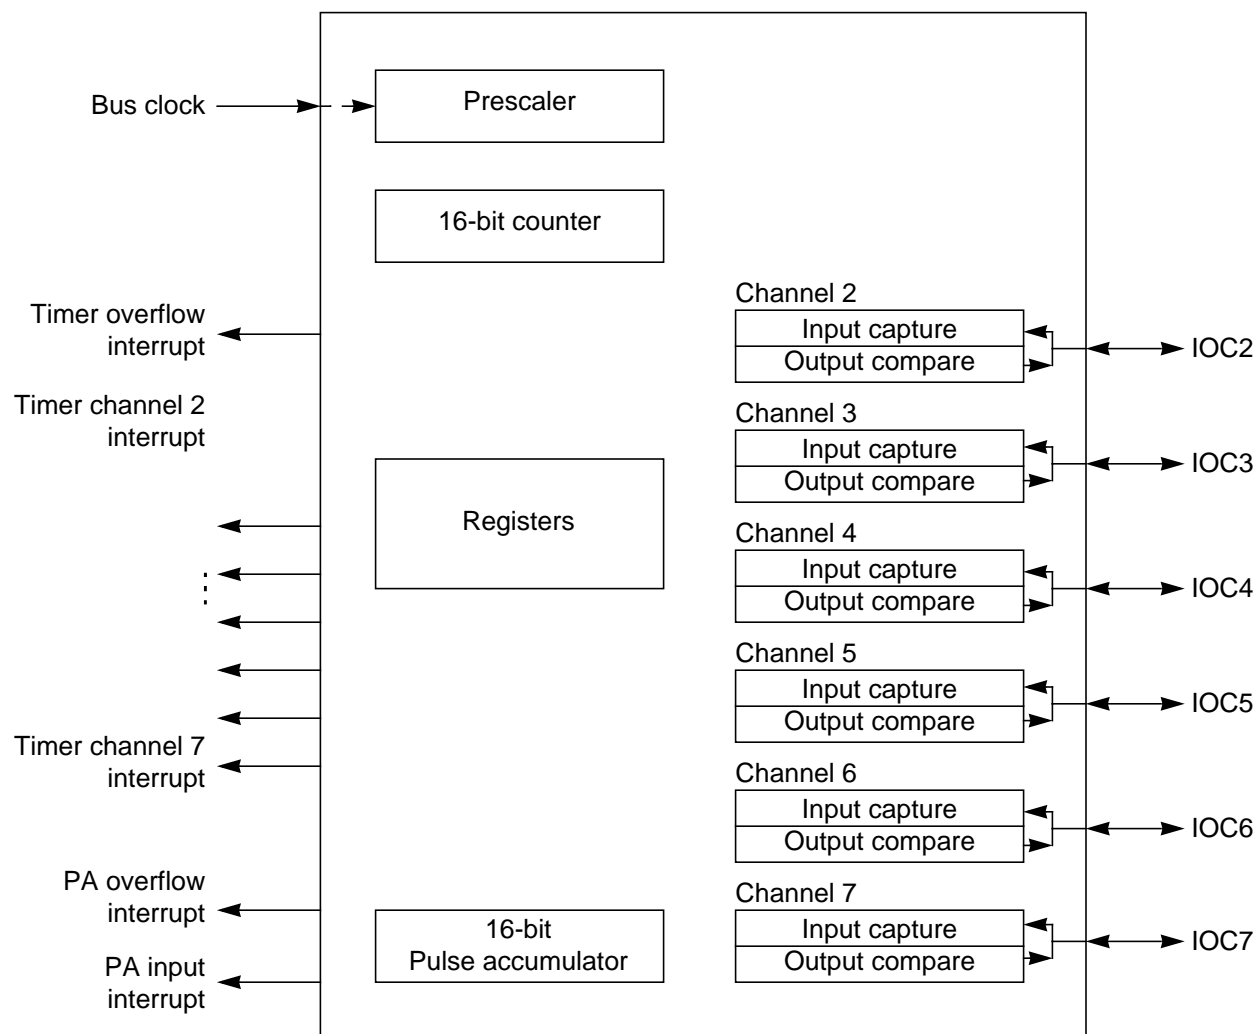 Bus clock
Prescaler
16-bit counter
Timer overflow
interrupt
Timer channel 2
interrupt
Registers
Timer channel 7
interrupt
PA overflow
interrupt
PA input
interrupt
16-bit
Pulse accumulator
Channel 2
Input capture
Output compare
IOC2
Channel 3
Input capture
Output compare
IOC3
Channel 4
Input capture
Output compare
IOC4
Channel 5
Input capture
Output compare
IOC5
Channel 6
Input capture
Output compare
IOC6
Channel 7
Input capture
Output compare
IOC7